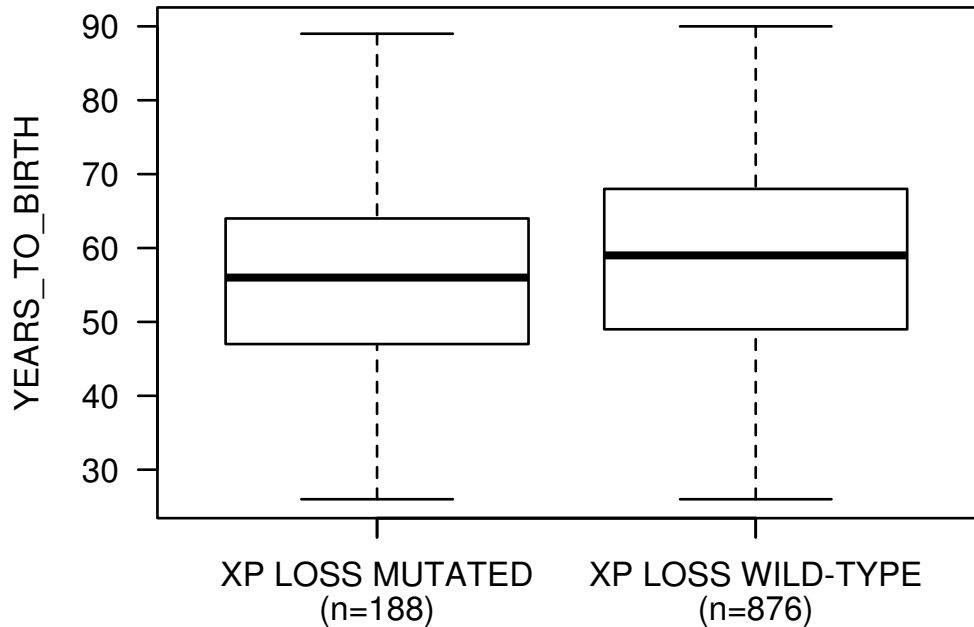 YEARS_TO_BIRTH
90
80
70
60
50
40
30
XP LOSS MUTATED
(n=188)
XP LOSS WILD-TYPE
(n=876)